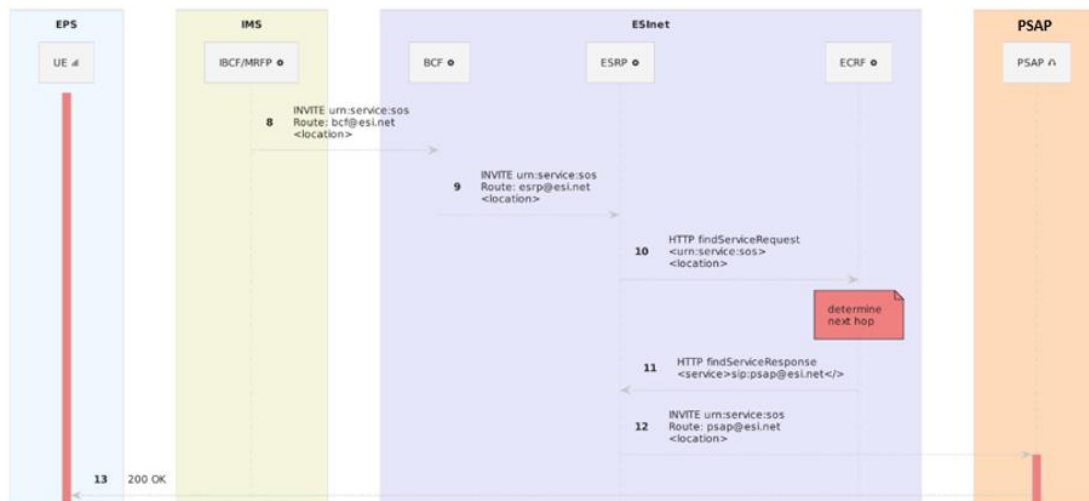 EPS
IMS
ESInet
PSAP
UE
IBCF/MRFP
BCF
ESRP
ECRF
PSAP
8
INVITE urn:service:sos
Route: bcf@esi.net
<location>
9
INVITE urn:service:sos
Route: esrp@esi.net
<location>
10
HTTP findServiceRequest
<urn:service:sos>
<location>
determine
next hop
11
HTTP findServiceResponse
<service>sip:psap@esi.net</>
12
INVITE urn:service:sos
Route: psap@esi.net
<location>
13 200 OK